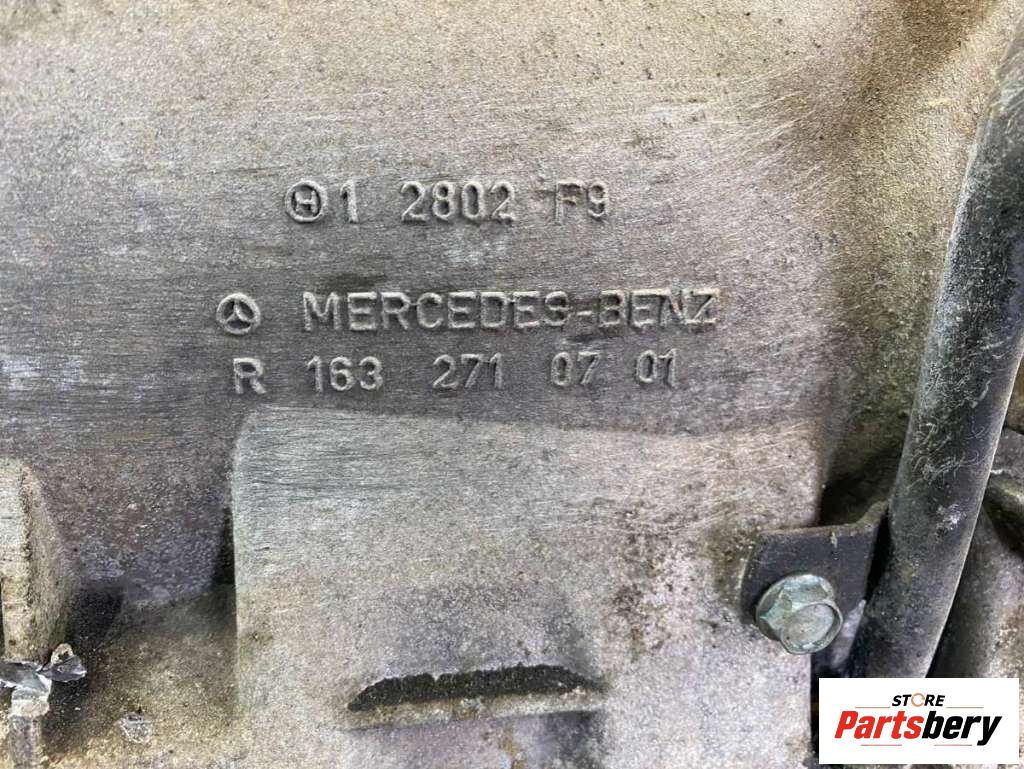 H 1 2802 F9
MERCEDES-BENZ
R 163 271 07 01
STORE
Partsbery